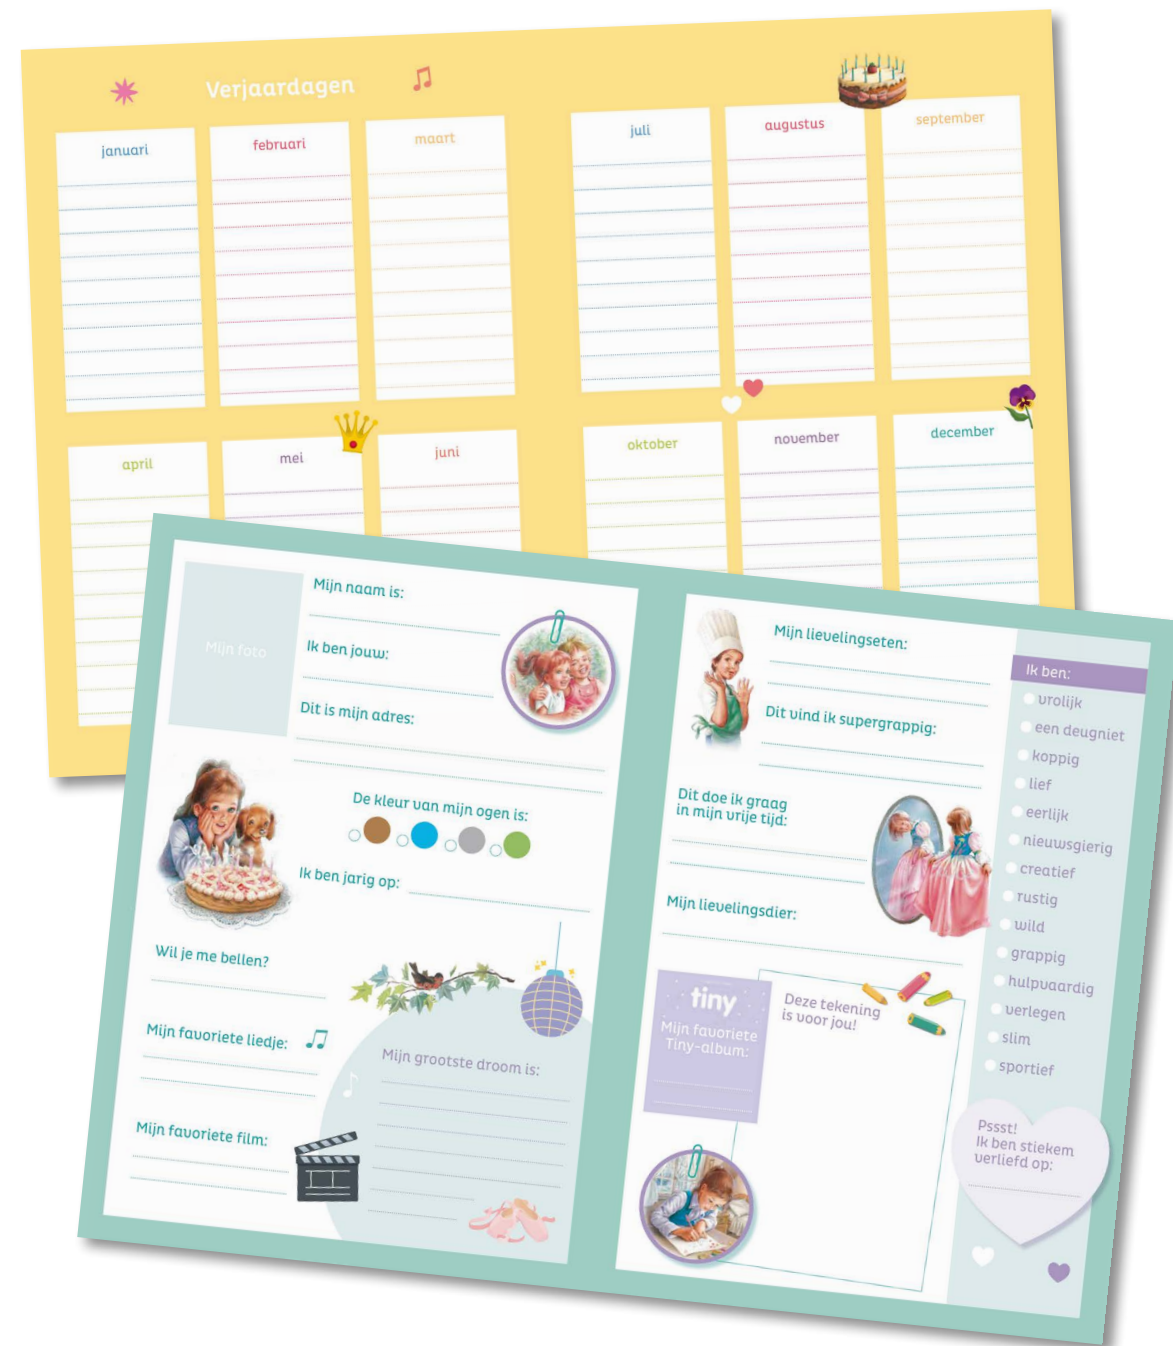 Verjaardagen
januari
februari
maart
juli
augustus
september
april
mei
juni
oktober
november
december
Mijn foto
Mijn naam is:
Ik ben jouw:
Dit is mijn adres:
De kleur van mijn ogen is:
Ik ben jarig op:
Wil je me bellen?
Mijn favoriete liedje:
Mijn favoriete film:
Mijn grootste droom is:
Mijn lievelingseten:
Dit vind ik supergrappig:
Dit doe ik graag
in mijn vrije tijd:
Mijn lievelingsdier:
tiny
Mijn favoriete
Tiny-album:
Deze tekening
is voor jou!
Ik ben:
vrolijk
een deugniet
koppig
lief
eerlijk
nieuwsgierig
creatief
rustig
wild
grappig
hulpvaardig
verlegen
slim
sportief
Pssst!
Ik ben stiekem
verliefd op: